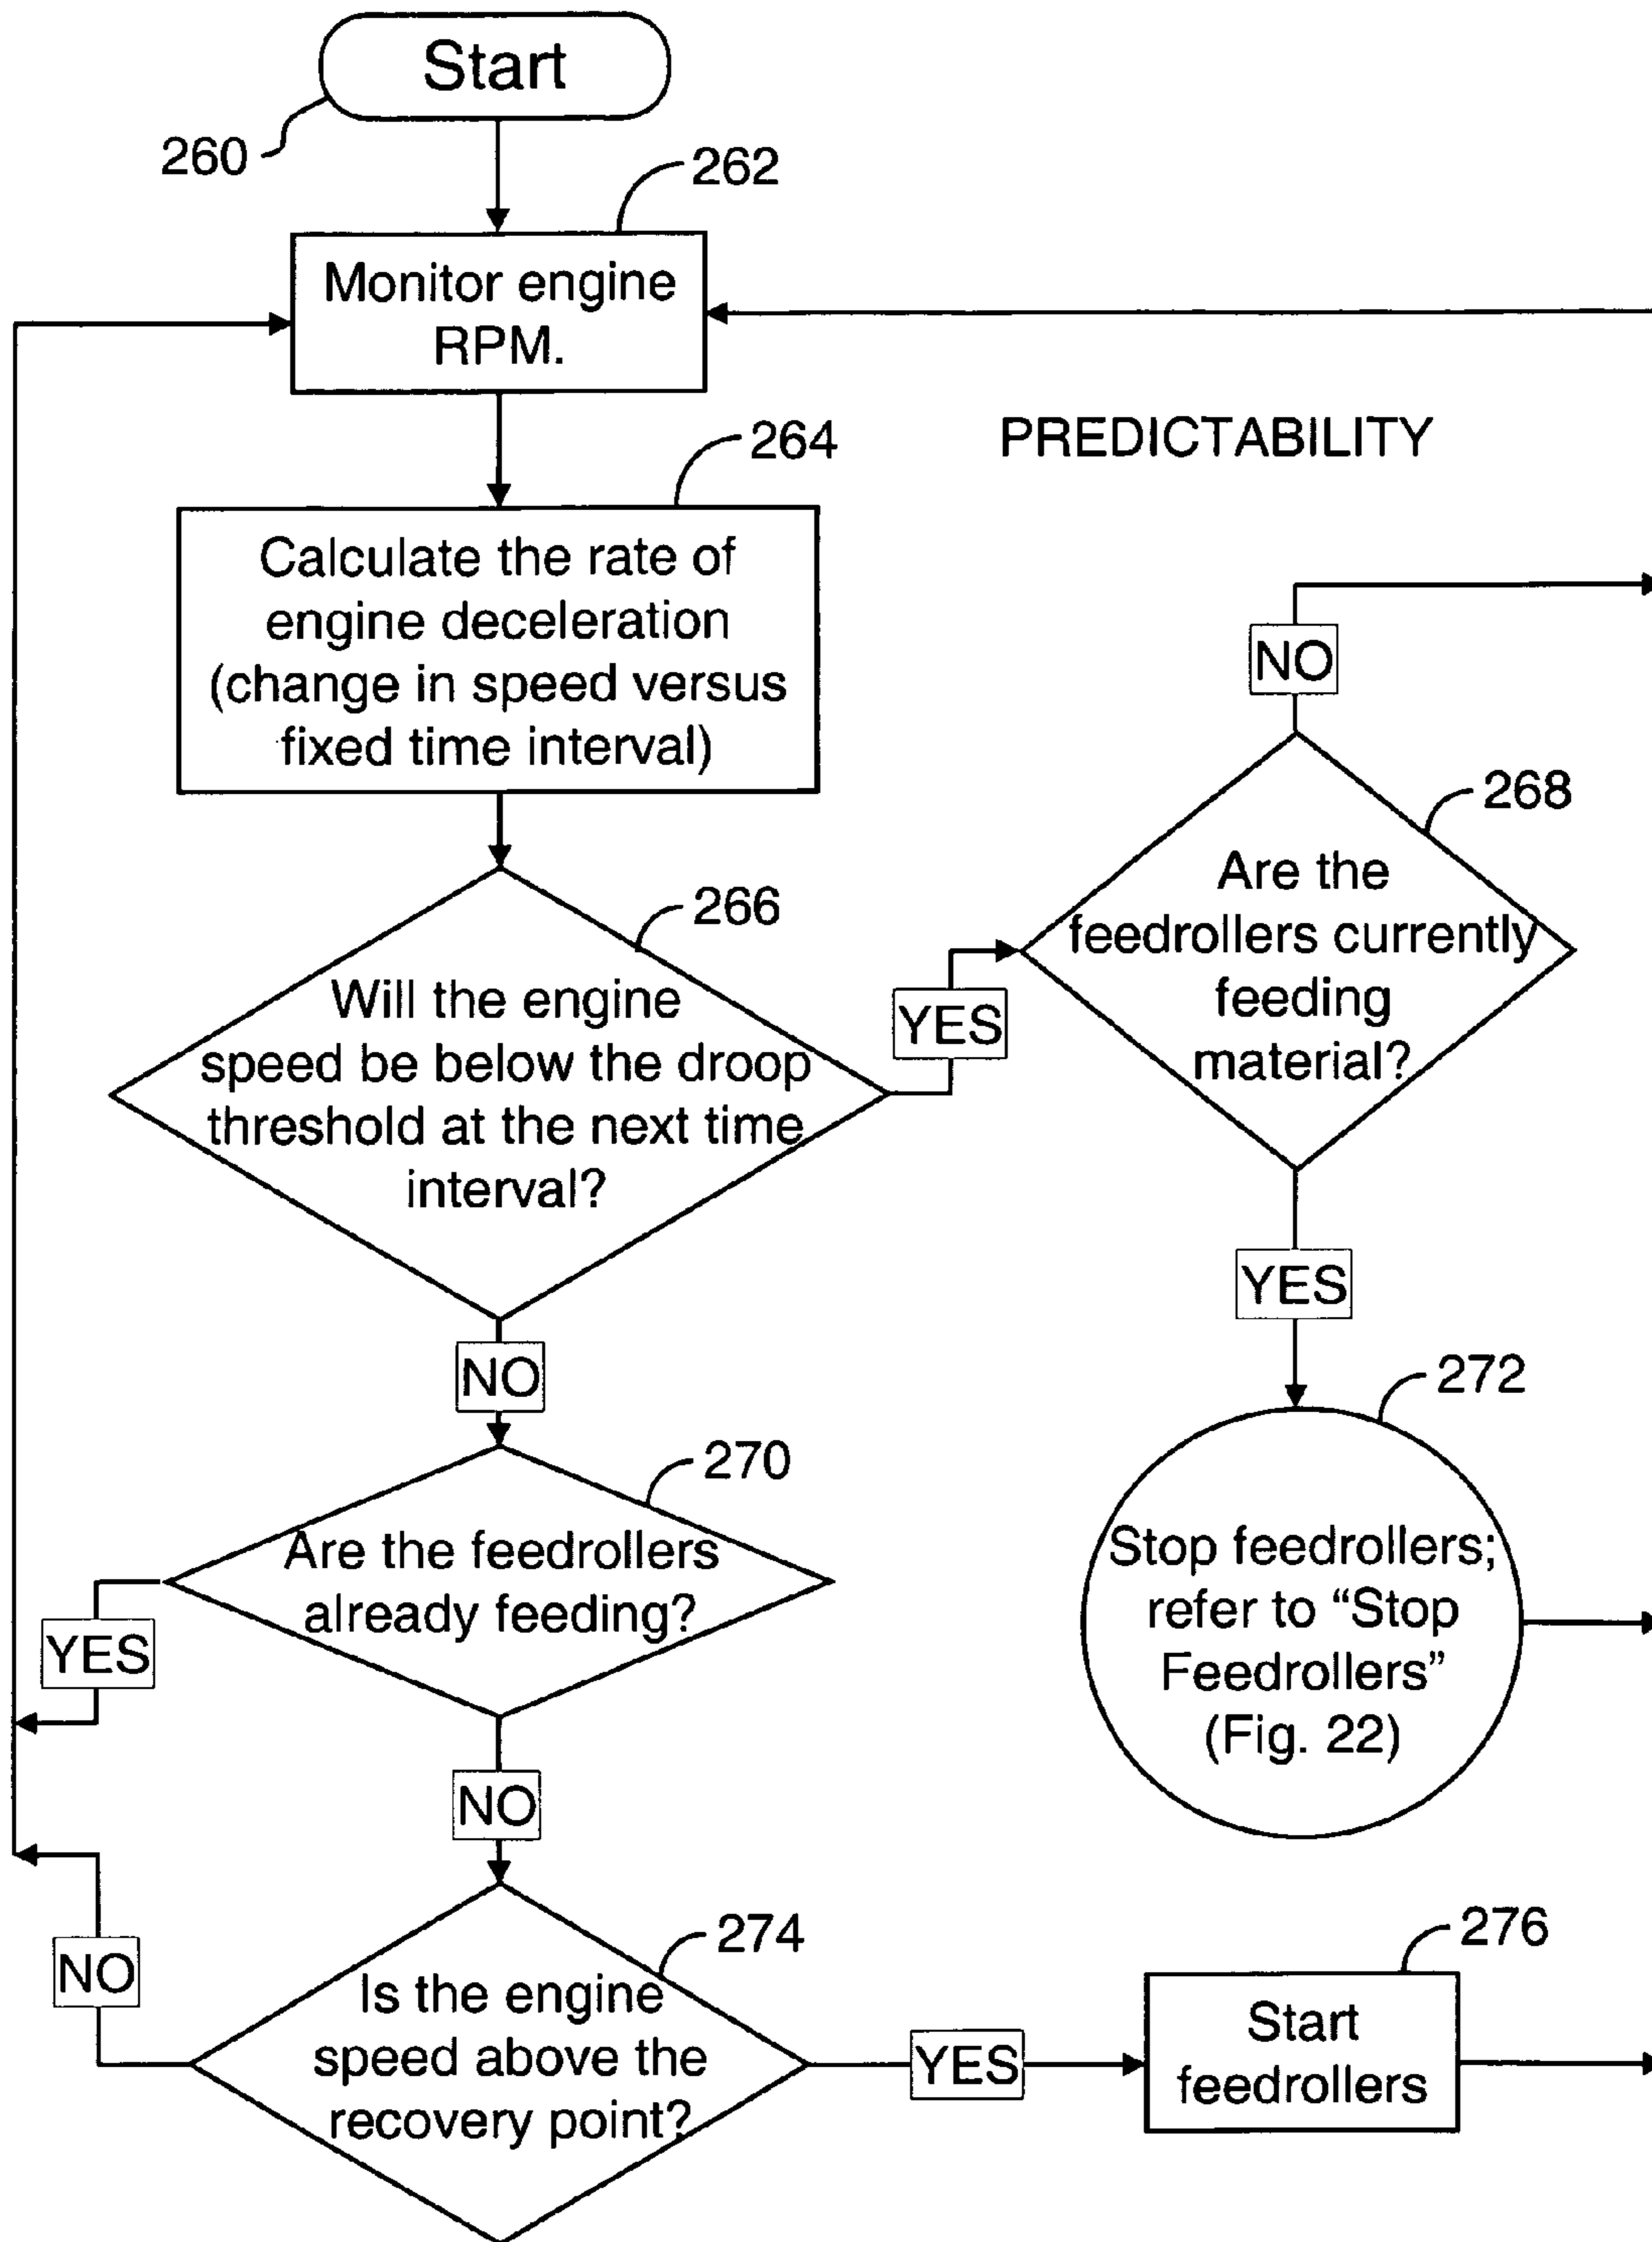 Start
260
262
Monitor engine
RPM.
PREDICTABILITY
264
Calculate the rate of
engine deceleration
(change in speed versus
fixed time interval)
NO
268
Are the
feedrollers currently
feeding
material?
266
Will the engine
speed be below the droop
threshold at the next time
interval?
YES
YES
NO
272
Stop feedrollers;
refer to “Stop
Feedrollers”
(Fig. 22)
270
Are the feedrollers
already feeding?
YES
NO
274
Is the engine
speed above the
recovery point?
NO
YES
276
Start
feedrollers